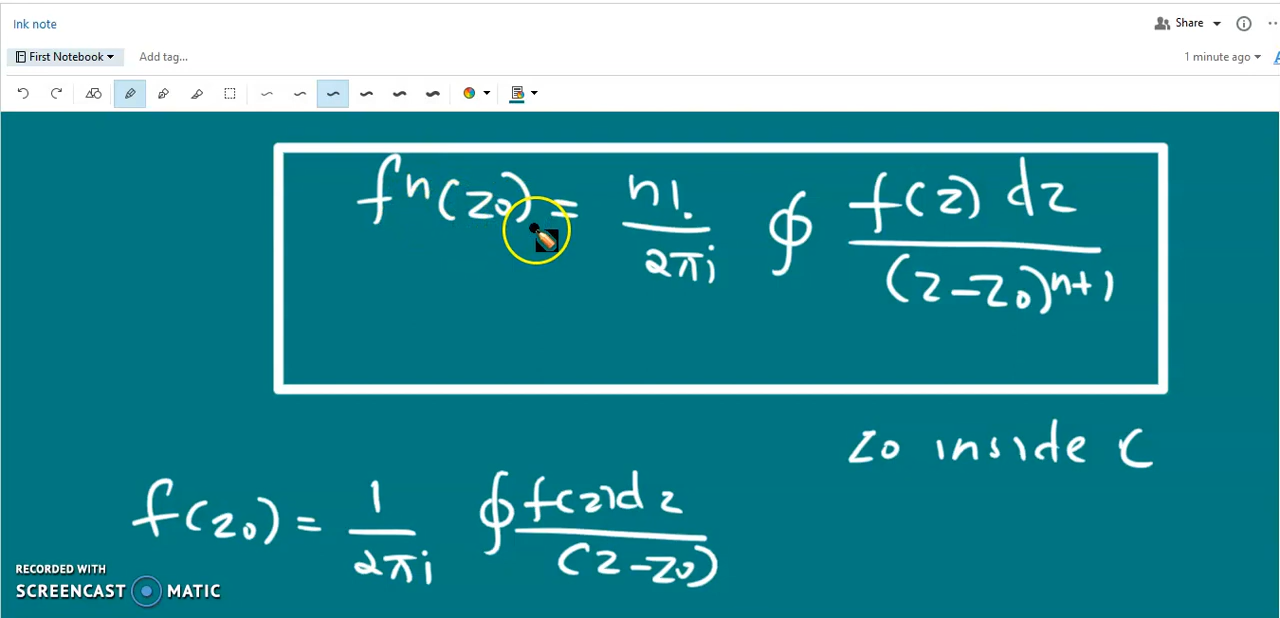 Ink note
Share
First Notebook Add tag... 1 minute ago
fⁿ(z₀) = n!/2πi ∮ f(z) dz/(z-z₀)ⁿ⁺¹
z₀ inside C
f(z₀) = 1/2πi ∮ f(z)dz/(z-z₀)
RECORDED WITH
SCREENCAST MATIC